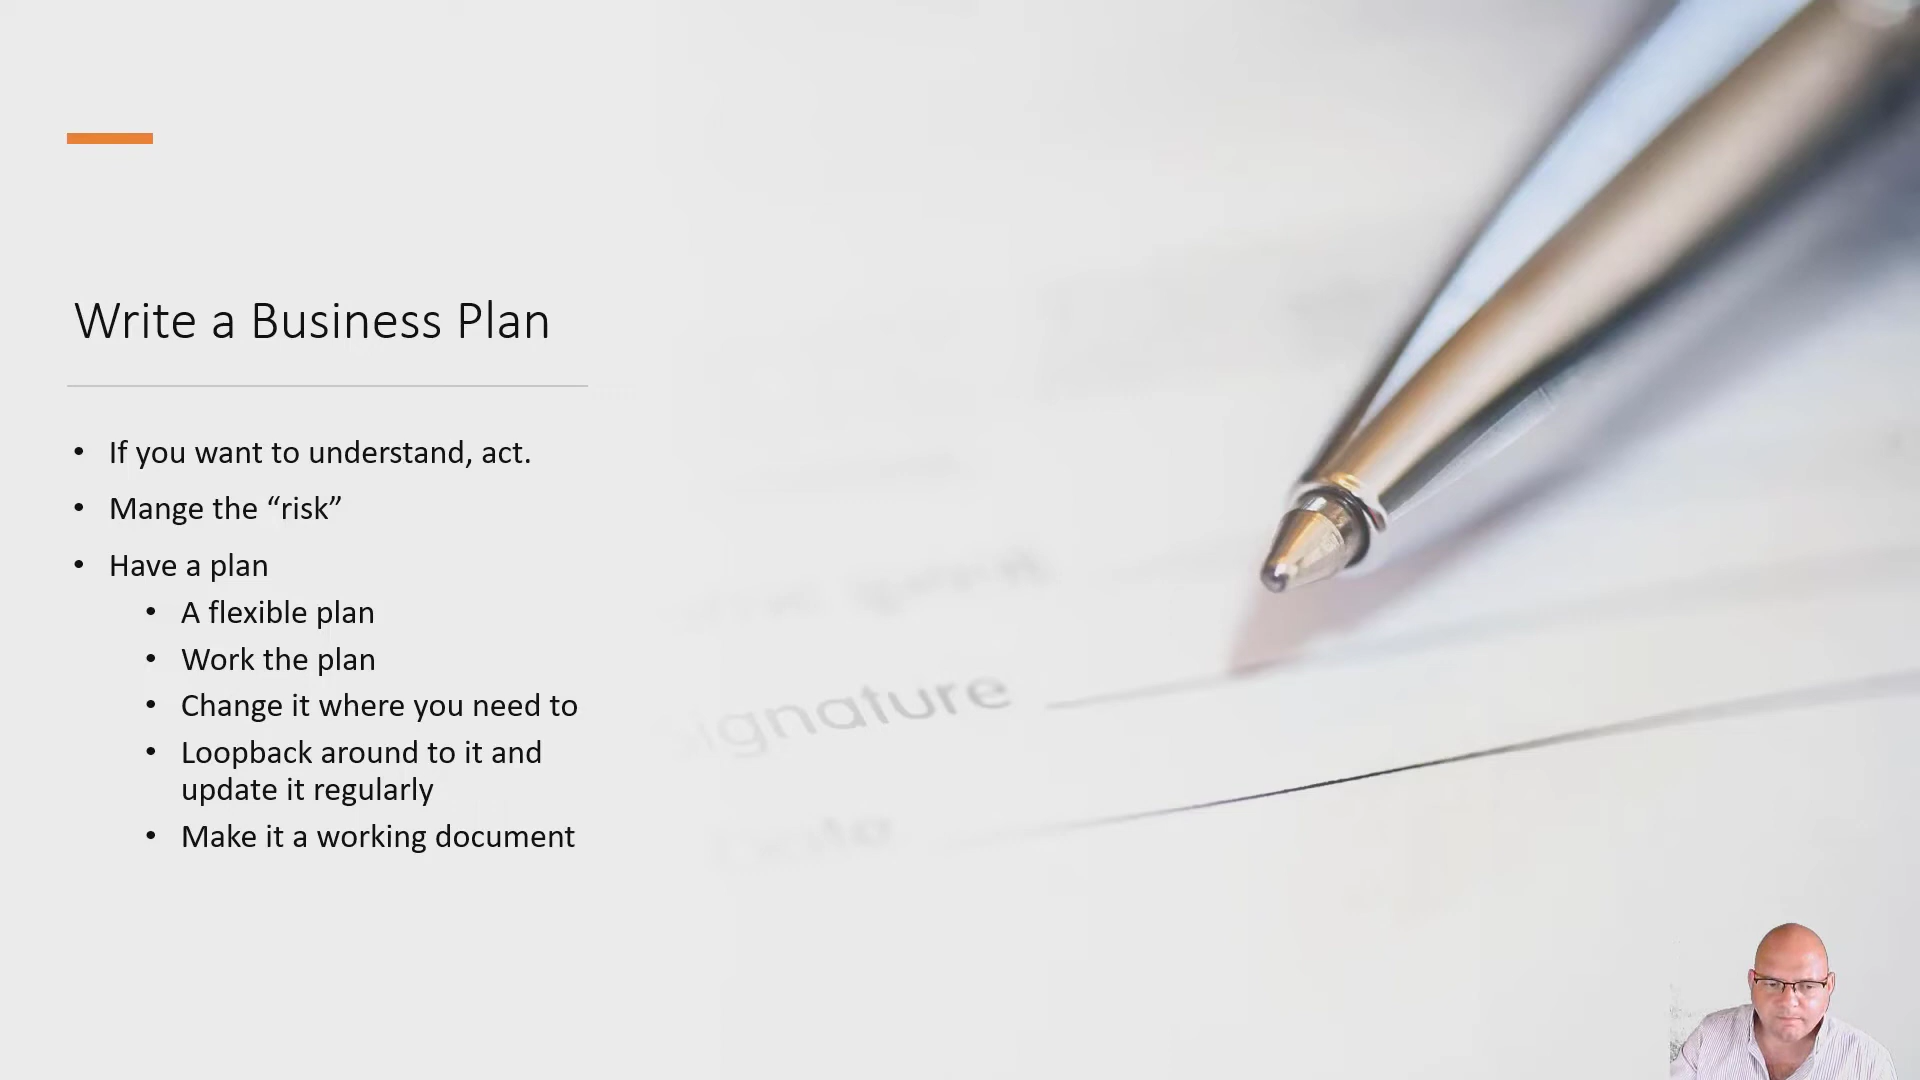 Write a Business Plan
• If you want to understand, act.
• Mange the “risk”
• Have a plan
• A flexible plan
• Work the plan
• Change it where you need to
• Loopback around to it and
update it regularly
• Make it a working document
signature
Date